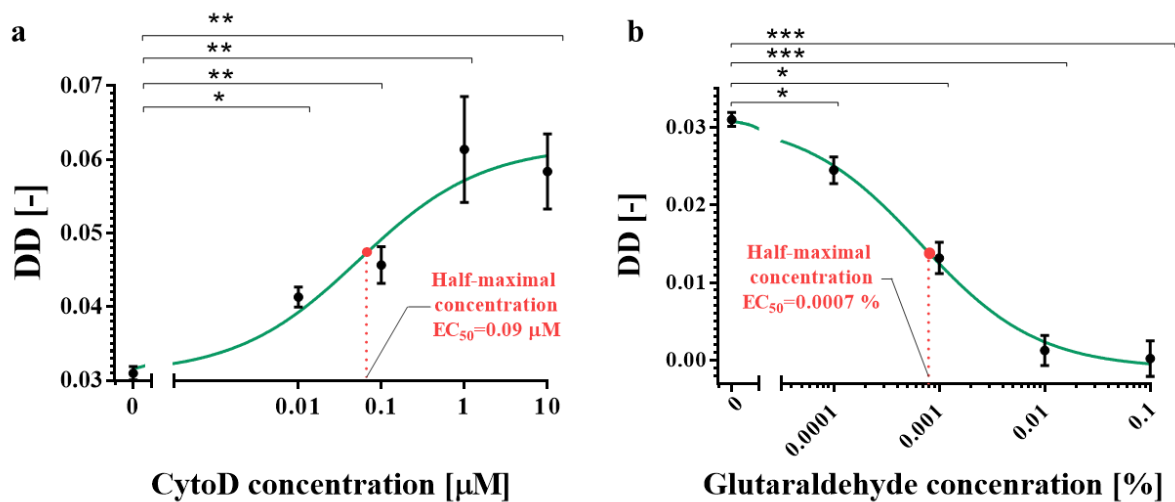 a
**
**
**
*
0.07
0.06
0.05
0.04
0.03
DD [-]
Half-maximal
concentration
EC50=0.09 μM
0
0.01
0.1
1
10
CytoD concentration [μM]
b
***
***
*
*
0.03
0.02
0.01
0.00
DD [-]
Half-maximal
concentration
EC50=0.0007 %
0
0.0001
0.001
0.01
0.1
Glutaraldehyde concenration [%]